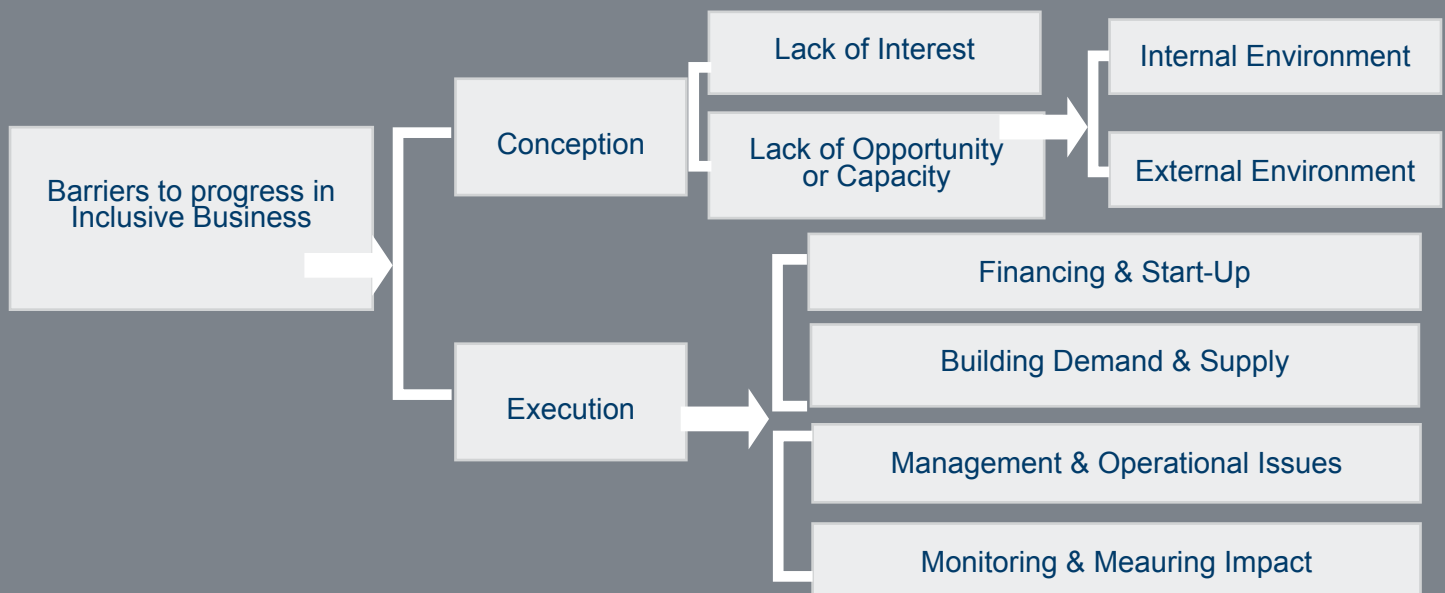 Barriers to progress in
Inclusive Business
Conception
Lack of Interest
Lack of Opportunity
or Capacity
Internal Environment
External Environment
Execution
Financing & Start-Up
Building Demand & Supply
Management & Operational Issues
Monitoring & Meauring Impact